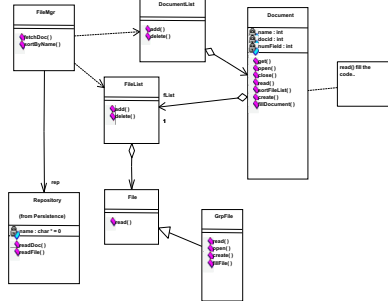 FileMgr
fetchDoc( )
sortByName( )
DocumentList
add( )
delete( )
Document
name : int
docid : int
numField : int
get( )
open( )
close( )
read( )
sortFileList( )
create( )
fillDocument( )
read() fill the
code..
FileList
add( )
delete( )
fList
1
rep
Repository
(from Persistence)
name : char * = 0
readDoc( )
readFile( )
File
read( )
GrpFile
read( )
open( )
create( )
fillFile( )